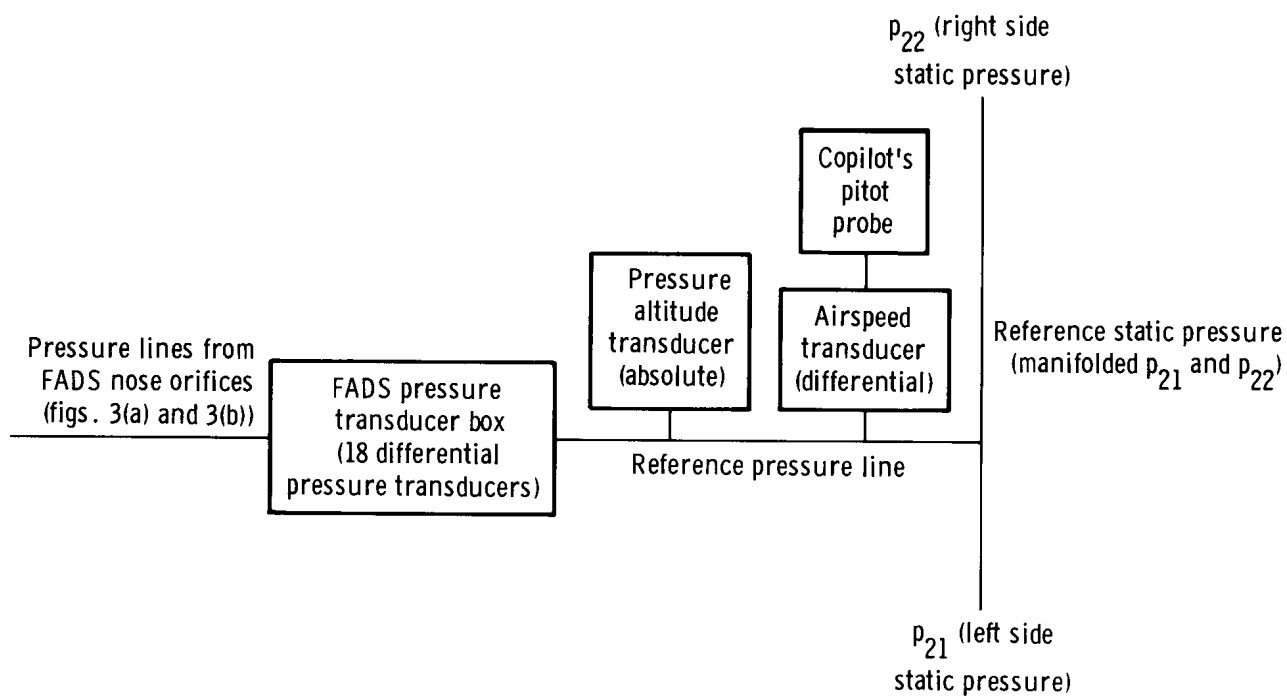 p22 (right side
static pressure)
Copilot's
pitot
probe
Pressure
altitude
transducer
(absolute)
Airspeed
transducer
(differential)
Reference static pressure
(manifolded p21 and p22)
Pressure lines from
FADS nose orifices
(figs. 3(a) and 3(b))
FADS pressure
transducer box
(18 differential
pressure transducers)
Reference pressure line
p21 (left side
static pressure)